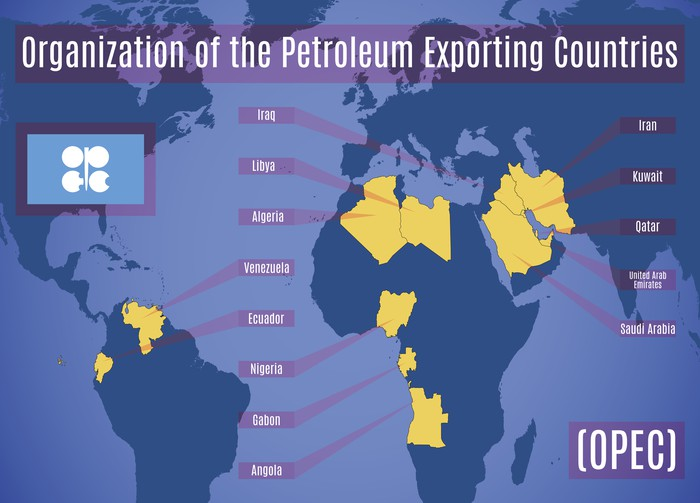 Organization of the Petroleum Exporting Countries
Iraq
Libya
Algeria
Venezuela
Ecuador
Nigeria
Gabon
Angola
Iran
Kuwait
Qatar
United Arab
Emirates
Saudi Arabia
(OPEC)